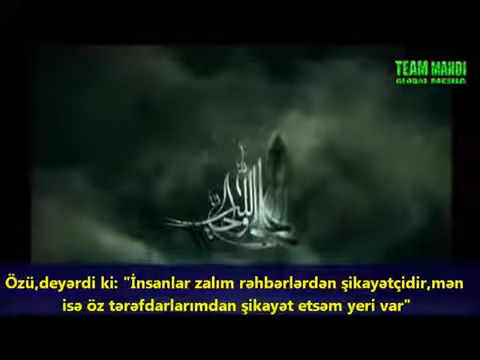 TEAM MAHDI
GLOBAL MEDIA
Özü,deyərdi ki: "İnsanlar zalım rəhbərlərdən şikayətçidir,mən
isə öz tərəfdarlarımdan şikayət etsəm yeri var"